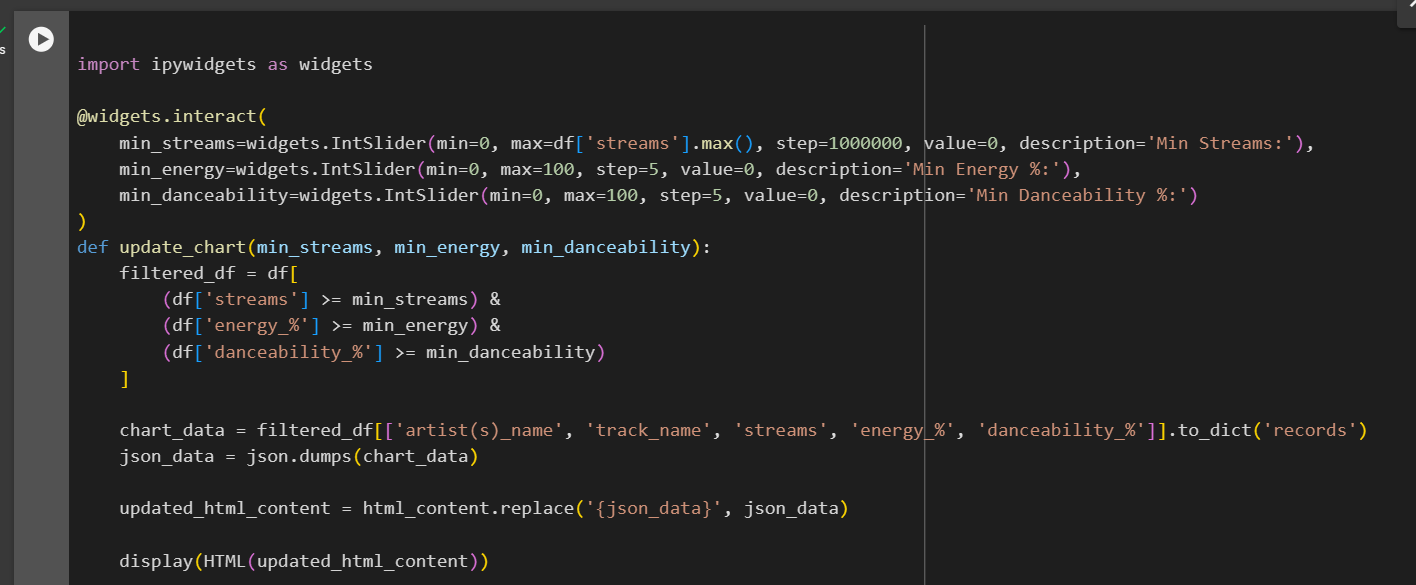 s
import ipywidgets as widgets
@widgets.interact(
    min_streams=widgets.IntSlider(min=0, max=df['streams'].max(), step=1000000, value=0, description='Min Streams:'),
    min_energy=widgets.IntSlider(min=0, max=100, step=5, value=0, description='Min Energy %:'),
    min_danceability=widgets.IntSlider(min=0, max=100, step=5, value=0, description='Min Danceability %:')
)
def update_chart(min_streams, min_energy, min_danceability):
    filtered_df = df[
        (df['streams'] >= min_streams) &
        (df['energy_%'] >= min_energy) &
        (df['danceability_%'] >= min_danceability)
    ]
    chart_data = filtered_df[['artist(s)_name', 'track_name', 'streams', 'energy_%', 'danceability_%']].to_dict('records')
    json_data = json.dumps(chart_data)
    updated_html_content = html_content.replace('{json_data}', json_data)
    display(HTML(updated_html_content))